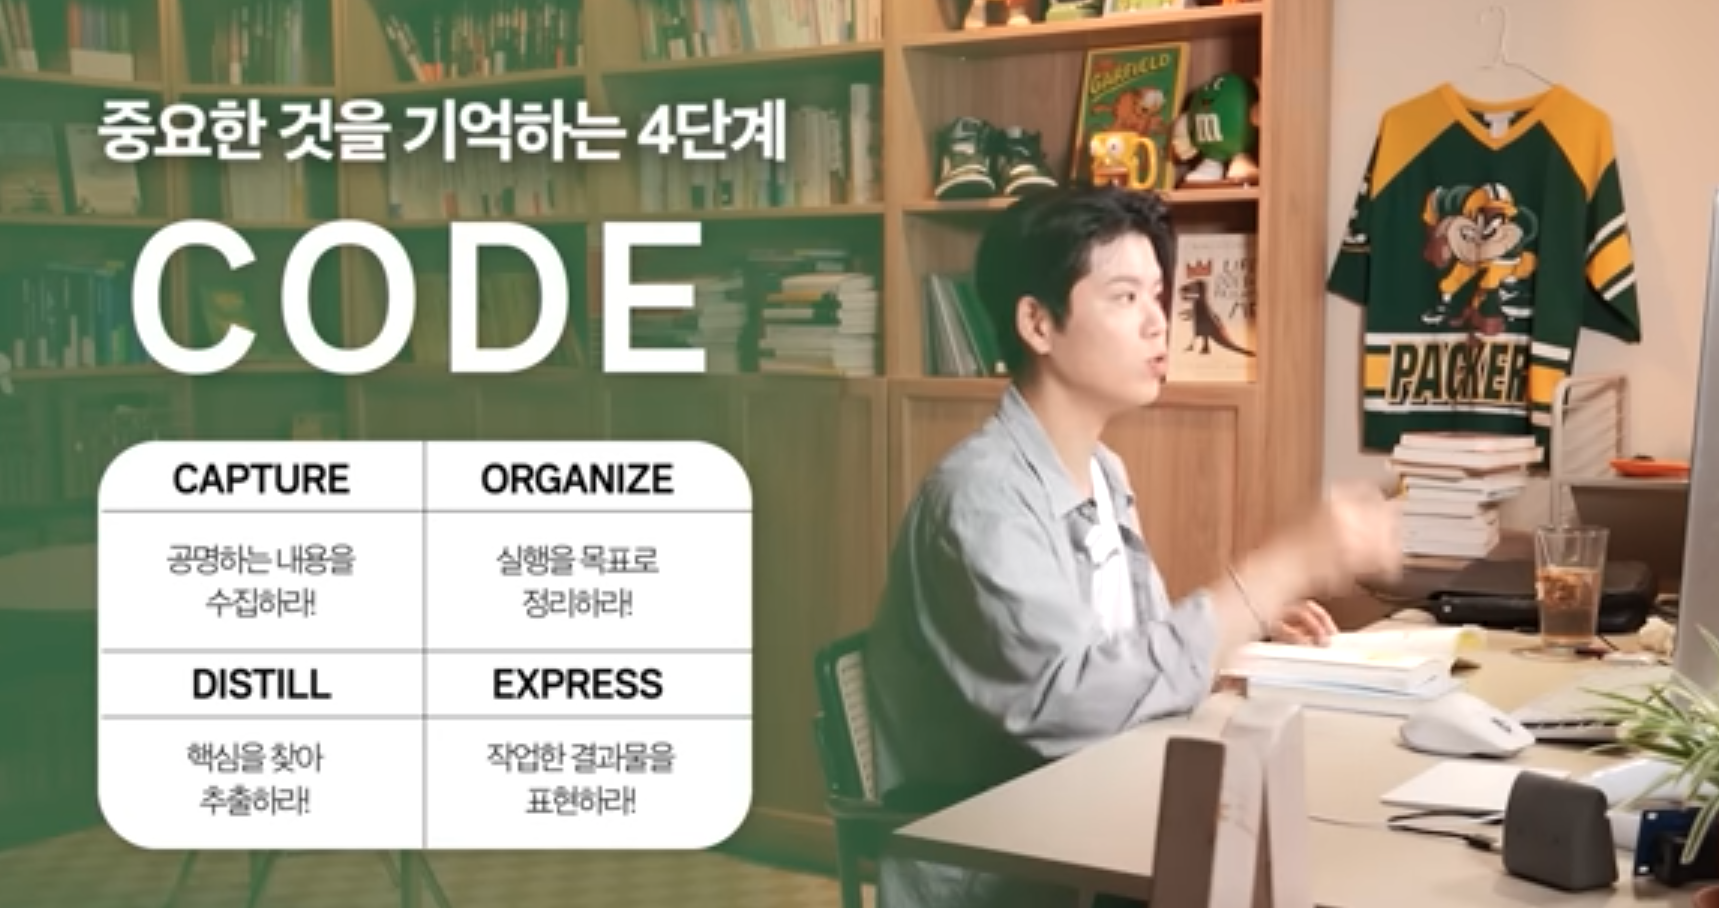 중요한 것을 기억하는 4단계
CODE
CAPTURE
ORGANIZE
공명하는 내용을
수집하라!
실행을 목표로
정리하라!
DISTILL
EXPRESS
핵심을 찾아
추출하라!
작업한 결과물을
표현하라!
GARFIELD
m
PACKER